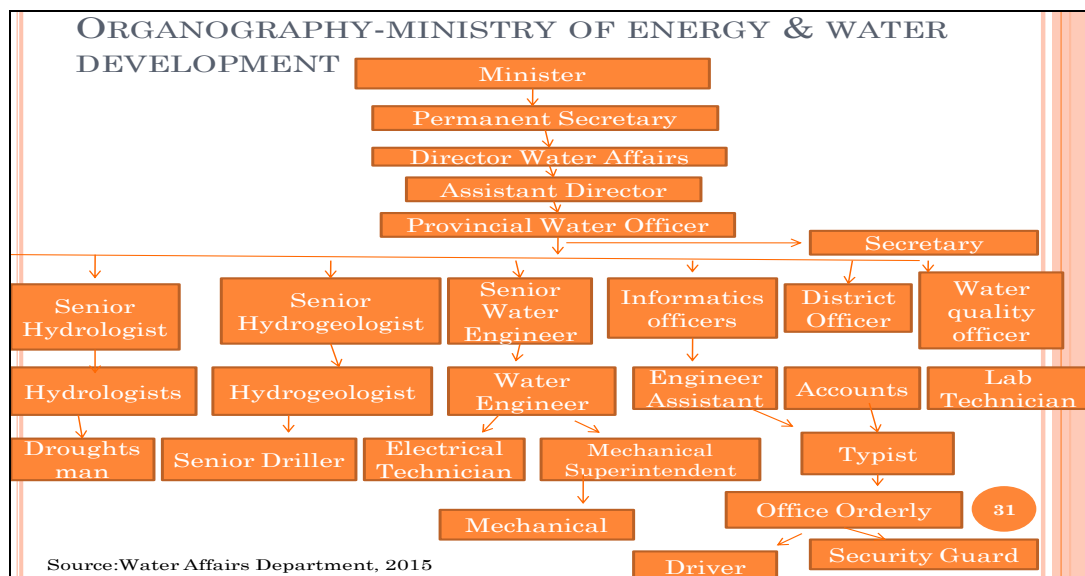 ORGANOGRAPHY-MINISTRY OF ENERGY & WATER
DEVELOPMENT
Minister
Permanent Secretary
Director Water Affairs
Assistant Director
Provincial Water Officer
Secretary
Senior
Hydrologist
Senior
Hydrogeologist
Senior
Water
Engineer
Informatics
officers
District
Officer
Water
quality
officer
Hydrologists
Hydrogeologist
Water
Engineer
Engineer
Assistant
Accounts
Lab
Technician
Droughts
man
Senior Driller
Electrical
Technician
Mechanical
Superintendent
Typist
Mechanical
Office Orderly
31
Driver
Security Guard
Source:Water Affairs Department, 2015